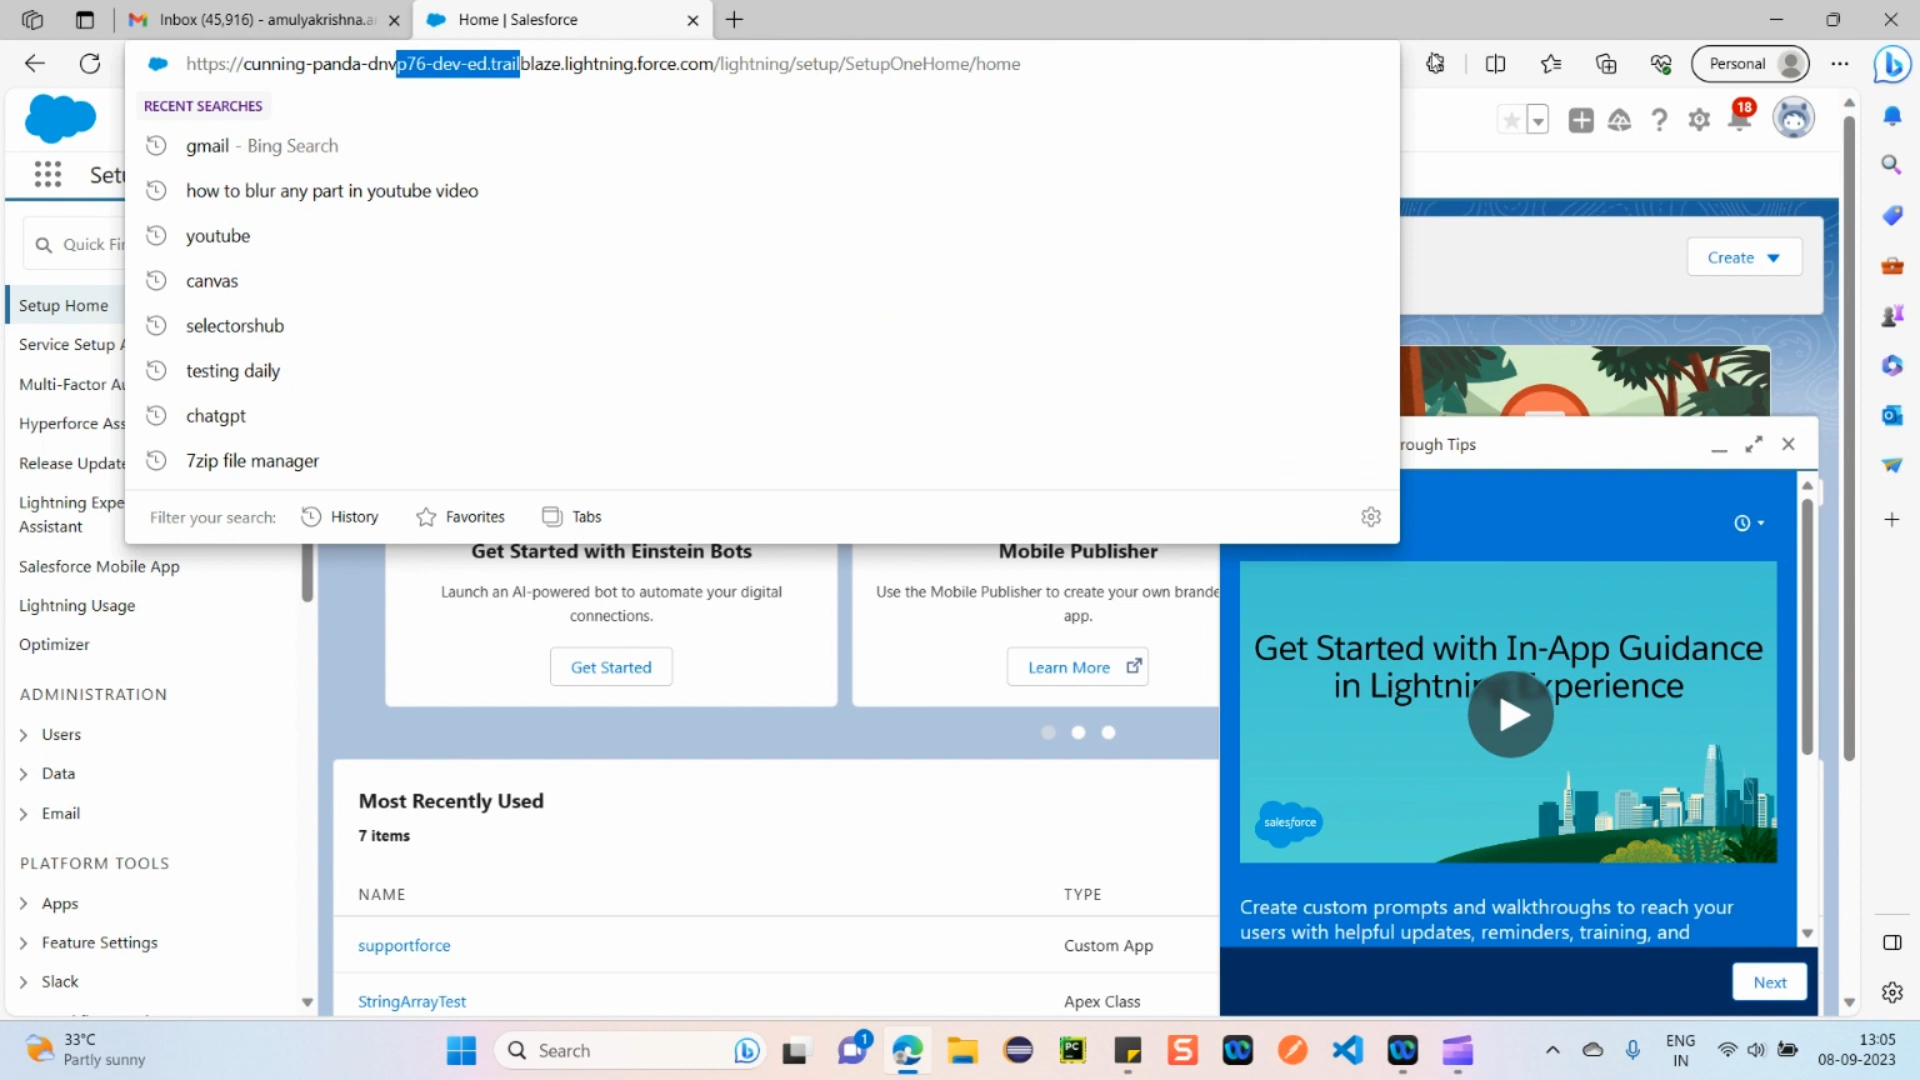 Inbox (45,916) - amulyakrishna.a
Home | Salesforce
https://cunning-panda-dnvp76-dev-ed.trailblaze.lightning.force.com/lightning/setup/SetupOneHome/home
Personal
RECENT SEARCHES
gmail - Bing Search
how to blur any part in youtube video
youtube
canvas
selectorshub
testing daily
chatgpt
7zip file manager
Filter your search:
History
Favorites
Tabs
18
Setu
Quick Fin
Create
Setup Home
Service Setup A
Multi-Factor Au
Hyperforce Ass
Release Update
Lightning Expe
Assistant
Salesforce Mobile App
Lightning Usage
Optimizer
ADMINISTRATION
Users
Data
Email
PLATFORM TOOLS
Apps
Feature Settings
Slack
Get Started with Einstein Bots
Launch an AI-powered bot to automate your digital
connections.
Get Started
Mobile Publisher
Use the Mobile Publisher to create your own brande
app.
Learn More
Most Recently Used
7 items
NAME
TYPE
supportforce
Custom App
StringArrayTest
Apex Class
rough Tips
Get Started with In-App Guidance
in Lightning Experience
salesforce
Create custom prompts and walkthroughs to reach your
users with helpful updates, reminders, training, and
Next
33°C
Partly sunny
Search
1
PC
S
ENG
IN
13:05
08-09-2023